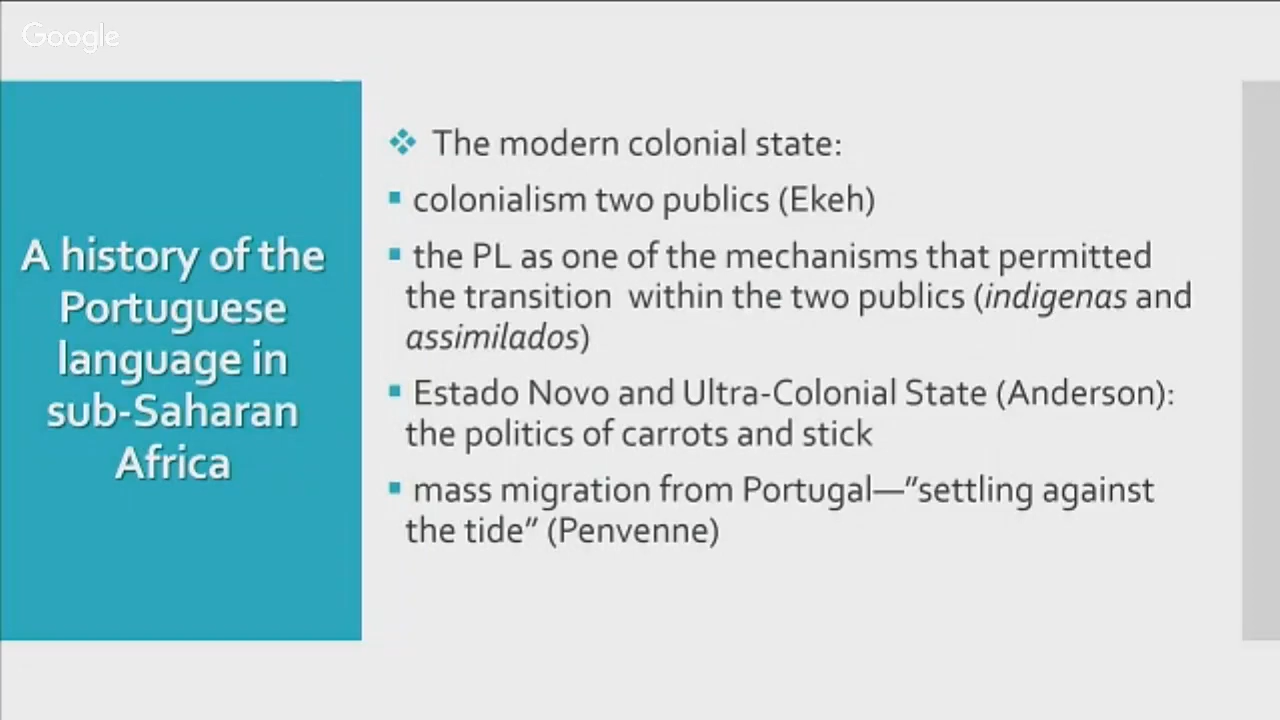 Google
A history of the
Portuguese
language in
sub-Saharan
Africa
❖ The modern colonial state:
▪ colonialism two publics (Ekeh)
▪ the PL as one of the mechanisms that permitted
the transition within the two publics (indigenas and
assimilados)
▪ Estado Novo and Ultra-Colonial State (Anderson):
the politics of carrots and stick
▪ mass migration from Portugal—”settling against
the tide” (Penvenne)